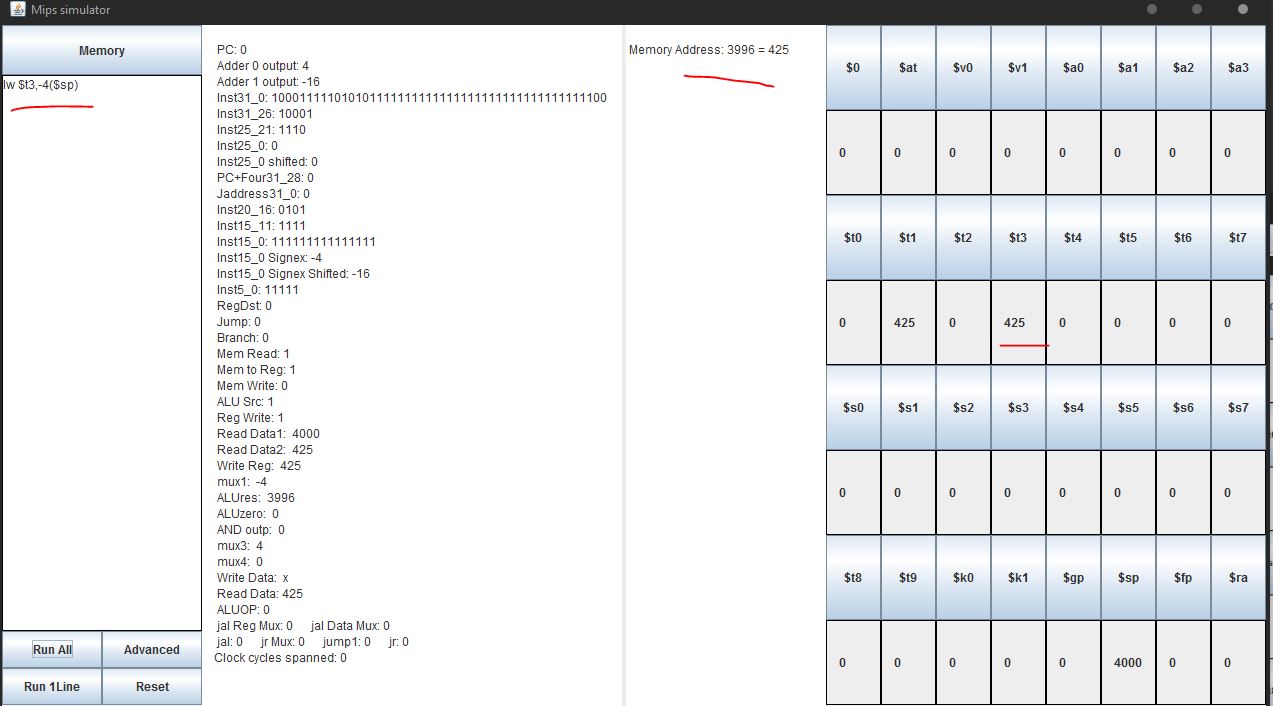 Mips simulator
Memory
lw $t3,-4($sp)
Run All
Advanced
Run 1Line
Reset
PC: 0
Adder 0 output: 4
Adder 1 output: -16
Inst31_0: 100011111010101111111111111111111111111111111100
Inst31_26: 10001
Inst25_21: 1110
Inst25_0: 0
Inst25_0 shifted: 0
PC+Four31_28: 0
Jaddress31_0: 0
Inst20_16: 0101
Inst15_11: 1111
Inst15_0: 111111111111111
Inst15_0 Signex: -4
Inst15_0 Signex Shifted: -16
Inst5_0: 11111
RegDst: 0
Jump: 0
Branch: 0
Mem Read: 1
Mem to Reg: 1
Mem Write: 0
ALU Src: 1
Reg Write: 1
Read Data1: 4000
Read Data2: 425
Write Reg: 425
mux1: -4
ALUres: 3996
ALUzero: 0
AND outp: 0
mux3: 4
mux4: 0
Write Data: x
Read Data: 425
ALUOP: 0
jal Reg Mux: 0 jal Data Mux: 0
jal: 0 jr Mux: 0 jump1: 0 jr: 0
Clock cycles spanned: 0
Memory Address: 3996 = 425
$0 $at $v0 $v1 $a0 $a1 $a2 $a3
0 0 0 0 0 0 0 0
$t0 $t1 $t2 $t3 $t4 $t5 $t6 $t7
0 425 0 425 0 0 0 0
$s0 $s1 $s2 $s3 $s4 $s5 $s6 $s7
0 0 0 0 0 0 0 0
$t8 $t9 $k0 $k1 $gp $sp $fp $ra
0 0 0 0 0 4000 0 0